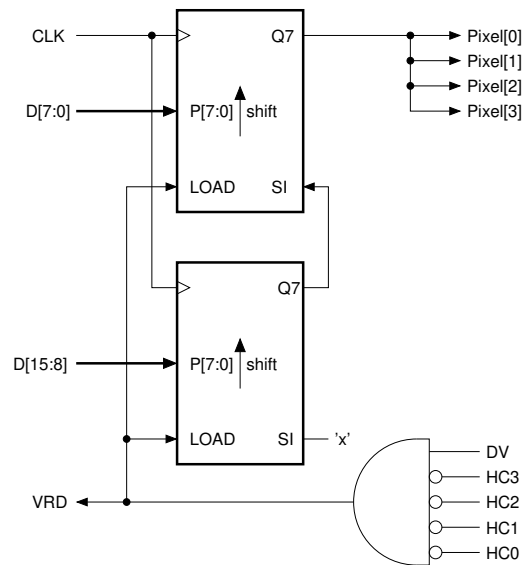 CLK
Q7
Pixel[0]
Pixel[1]
Pixel[2]
Pixel[3]
D[7:0]
P[7:0]
shift
LOAD
SI
Q7
D[15:8]
P[7:0]
shift
LOAD
SI
'x'
DV
HC3
HC2
HC1
HC0
VRD